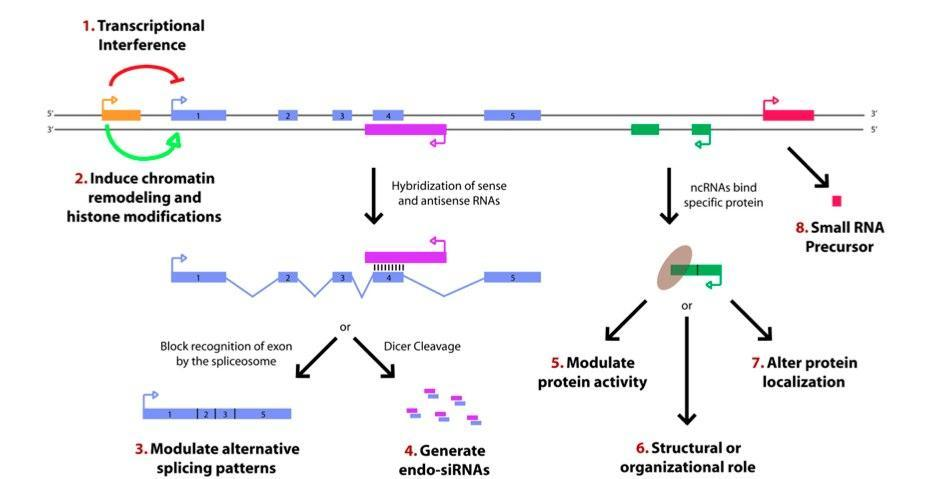 1. Transcriptional
Interference
5'
3'
1
2
3
4
5
3'
5'
2. Induce chromatin
remodeling and
histone modifications
Hybridization of sense
and antisense RNAs
ncRNAs bind
specific protein
8. Small RNA
Precursor
1
2
3
4
5
or
or
Block recognition of exon
by the spliceosome
Dicer Cleavage
5. Modulate
protein activity
7. Alter protein
localization
1
2
3
5
3. Modulate alternative
splicing patterns
4. Generate
endo-siRNAs
6. Structural or
organizational role